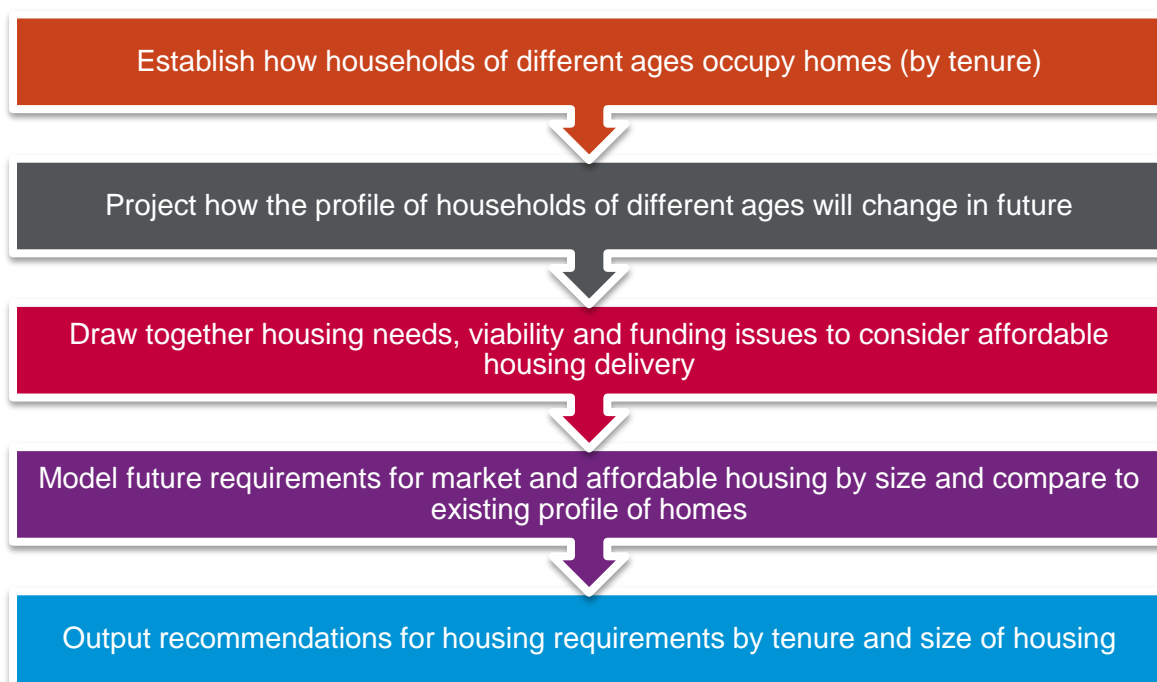 Establish how households of different ages occupy homes (by tenure)
Project how the profile of households of different ages will change in future
Draw together housing needs, viability and funding issues to consider affordable
housing delivery
Model future requirements for market and affordable housing by size and compare to
existing profile of homes
Output recommendations for housing requirements by tenure and size of housing